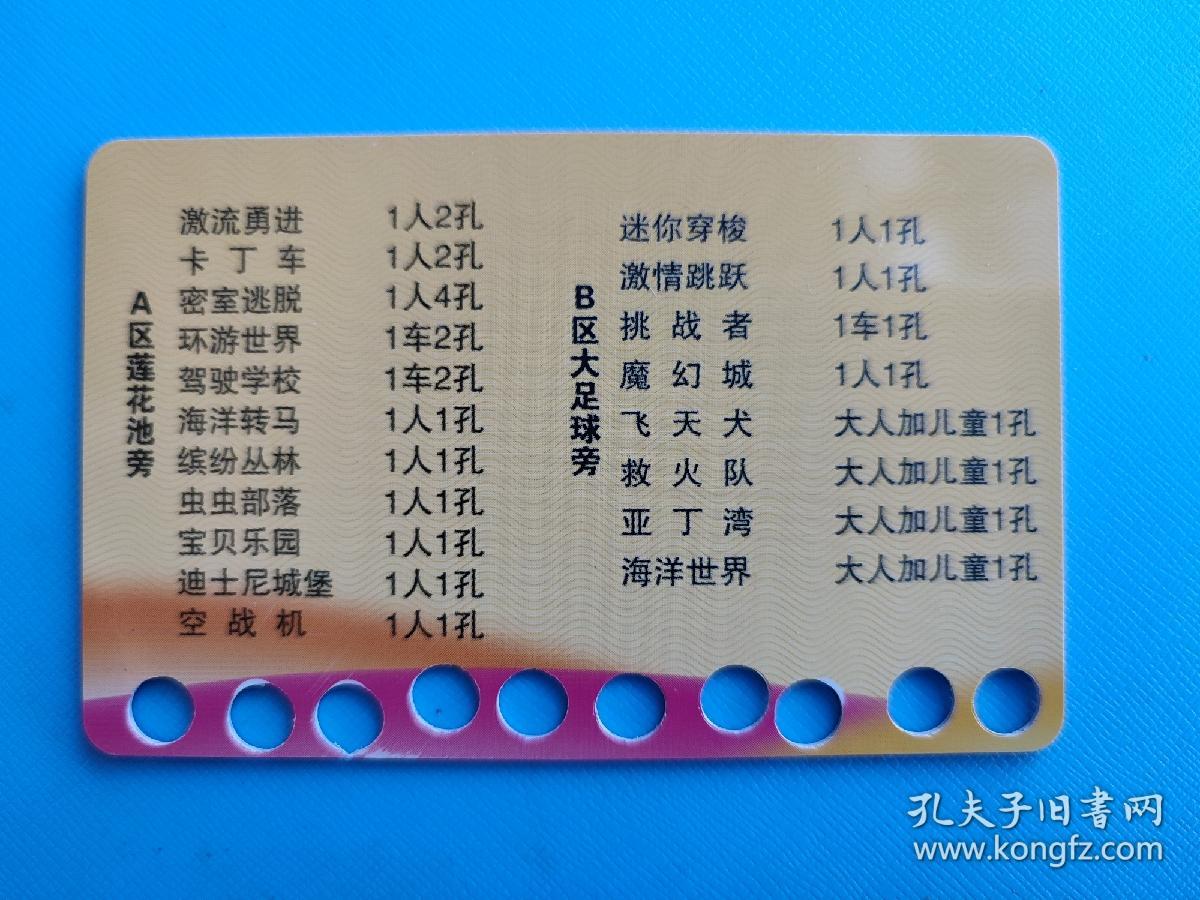 A区莲花池旁
激流勇进 1人2孔
卡丁车 1人2孔
密室逃脱 1人4孔
环游世界 1车2孔
驾驶学校 1车2孔
海洋转马 1人1孔
缤纷丛林 1人1孔
虫虫部落 1人1孔
宝贝乐园 1人1孔
迪士尼城堡 1人1孔
空战机 1人1孔
B区大足球旁
迷你穿梭 1人1孔
激情跳跃 1人1孔
挑战者 1车1孔
魔幻城 1人1孔
飞天犬 大人加儿童1孔
救火队 大人加儿童1孔
亚丁湾 大人加儿童1孔
海洋世界 大人加儿童1孔
孔夫子旧書网
www.kongfz.com